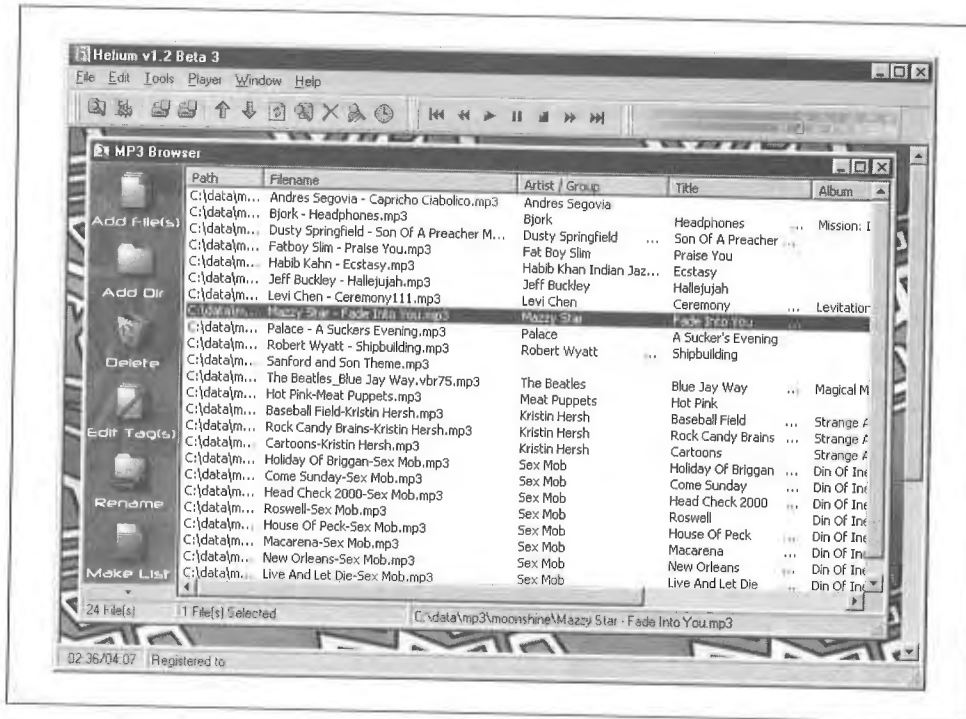 Helium v1.2 Beta 3
File Edit Tools Player Window Help
MP3 Browser
Path Filename Artist / Group Title Album
C:\data\m... Andres Segovia - Capricho Ciabolico.mp3 Andres Segovia
C:\data\m... Bjork - Headphones.mp3 Bjork Headphones ... Mission: I
C:\data\m... Dusty Springfield - Son Of A Preacher M... Dusty Springfield ... Son Of A Preacher ...
C:\data\m... Fatboy Slim - Praise You.mp3 Fat Boy Slim Praise You
C:\data\m... Habib Kahn - Ecstasy.mp3 Habib Khan Indian Jaz... Ecstasy
C:\data\m... Jeff Buckley - Hallejujah.mp3 Jeff Buckley Hallejujah
C:\data\m... Levi Chen - Ceremony111.mp3 Levi Chen Ceremony ... Levitation
C:\data\m... Mazzy Star - Fade Into You.mp3 Mazzy Star Fade Into You ...
C:\data\m... Palace - A Suckers Evening.mp3 Palace A Sucker's Evening
C:\data\m... Robert Wyatt - Shipbuilding.mp3 Robert Wyatt ... Shipbuilding
C:\data\m... Sanford and Son Theme.mp3
C:\data\m... The Beatles_Blue Jay Way.vbr75.mp3 The Beatles Blue Jay Way ... Magical M
C:\data\m... Hot Pink-Meat Puppets.mp3 Meat Puppets Hot Pink
C:\data\m... Baseball Field-Kristin Hersh.mp3 Kristin Hersh Baseball Field ... Strange A
C:\data\m... Rock Candy Brains-Kristin Hersh.mp3 Kristin Hersh Rock Candy Brains ... Strange A
C:\data\m... Cartoons-Kristin Hersh.mp3 Kristin Hersh Cartoons ... Strange A
C:\data\m... Holiday Of Briggan-Sex Mob.mp3 Sex Mob Holiday Of Briggan ... Din Of Ine
C:\data\m... Come Sunday-Sex Mob.mp3 Sex Mob Come Sunday ... Din Of Ine
C:\data\m... Head Check 2000-Sex Mob.mp3 Sex Mob Head Check 2000 ... Din Of Ine
C:\data\m... Roswell-Sex Mob.mp3 Sex Mob Roswell ... Din Of Ine
C:\data\m... House Of Peck-Sex Mob.mp3 Sex Mob House Of Peck ... Din Of Ine
C:\data\m... Macarena-Sex Mob.mp3 Sex Mob Macarena ... Din Of Ine
C:\data\m... New Orleans-Sex Mob.mp3 Sex Mob New Orleans ... Din Of Ine
C:\data\m... Live And Let Die-Sex Mob.mp3 Sex Mob Live And Let Die ... Din Of Ine
Add File(s)
Add Dir
Delete
Edit Tag(s)
Rename
Make List
24 File(s) 1 File(s) Selected C:\data\mp3\moonshine\Mazzy Star - Fade Into You.mp3
02:36/04:07 Registered to